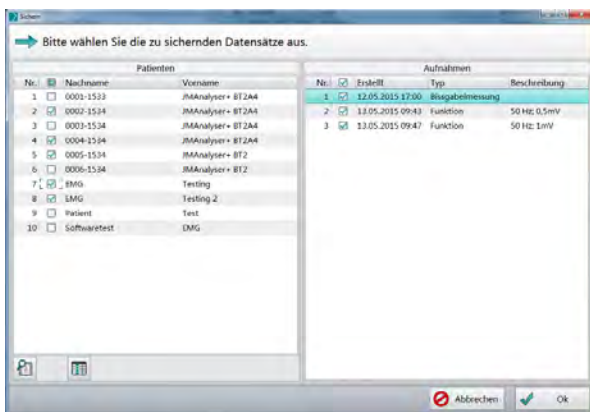 Sichern
Bitte wählen Sie die zu sichernden Datensätze aus.
Patienten
Nr. Nachname Vorname
1 0001-1533 JMAnalyser+ BT2A4
2 0002-1534 JMAnalyser+ BT2A4
3 0003-1534 JMAnalyser+ BT2A4
4 0004-1534 JMAnalyser+ BT2A4
5 0005-1534 JMAnalyser+ BT2
6 0006-1534 JMAnalyser+ BT2
7 EMG Testing
8 EMG Testing 2
9 Patient Test
10 Softwaretest EMG
Aufnahmen
Nr. Erstellt Typ Beschreibung
1 12.05.2015 17:00 Bissgabelmessung
2 13.05.2015 09:43 Funktion 50 Hz; 0,5mV
3 13.05.2015 09:47 Funktion 50 Hz; 1mV
Abbrechen Ok